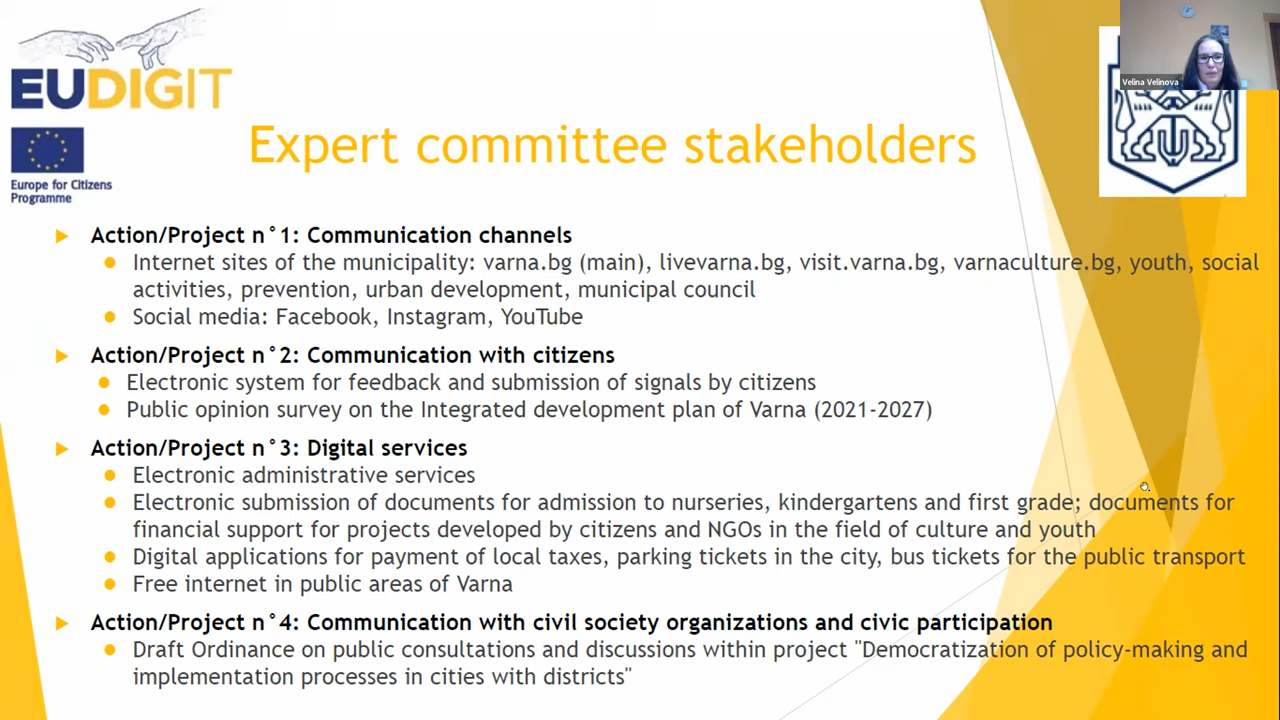 EUDIGIT
Europe for Citizens
Programme
Velina Velinova
Expert committee stakeholders
Action/Project n°1: Communication channels
Internet sites of the municipality: varna.bg (main), livevarna.bg, visit.varna.bg, varnaculture.bg, youth, social
activities, prevention, urban development, municipal council
Social media: Facebook, Instagram, YouTube
Action/Project n°2: Communication with citizens
Electronic system for feedback and submission of signals by citizens
Public opinion survey on the Integrated development plan of Varna (2021-2027)
Action/Project n°3: Digital services
Electronic administrative services
Electronic submission of documents for admission to nurseries, kindergartens and first grade; documents for
financial support for projects developed by citizens and NGOs in the field of culture and youth
Digital applications for payment of local taxes, parking tickets in the city, bus tickets for the public transport
Free internet in public areas of Varna
Action/Project n°4: Communication with civil society organizations and civic participation
Draft Ordinance on public consultations and discussions within project "Democratization of policy-making and
implementation processes in cities with districts"